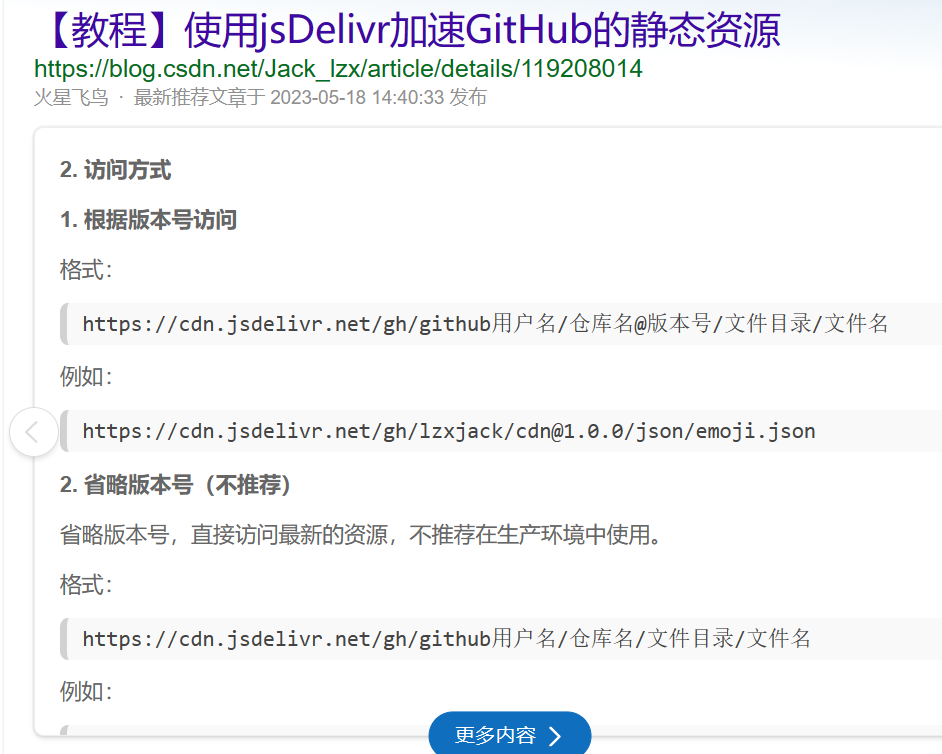 【教程】使用jsDelivr加速GitHub的静态资源
https://blog.csdn.net/Jack_lzx/article/details/119208014
火星飞鸟 · 最新推荐文章于 2023-05-18 14:40:33 发布
2. 访问方式
1. 根据版本号访问
格式：
https://cdn.jsdelivr.net/gh/github用户名/仓库名@版本号/文件目录/文件名
例如：
https://cdn.jsdelivr.net/gh/lzxjack/cdn@1.0.0/json/emoji.json
2. 省略版本号（不推荐）
省略版本号，直接访问最新的资源，不推荐在生产环境中使用。
格式：
https://cdn.jsdelivr.net/gh/github用户名/仓库名/文件目录/文件名
例如：
更多内容